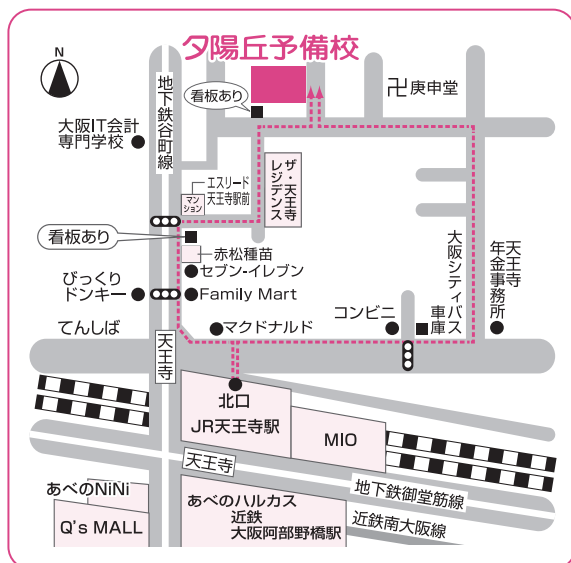 夕陽丘予備校
N
看板あり
卍庚申堂
地下鉄谷町線
大阪IT会計
専門学校
エスリード
天王寺駅前
マン
ション
ザ・天王寺
レジデンス
看板あり
赤松種苗
セブン-イレブン
びっくり
ドンキー
Family Mart
てんしば
マクドナルド
コンビニ
大阪シティバス
車庫
天王寺
年金事務所
天王寺
北口
JR天王寺駅
MIO
天王寺
地下鉄御堂筋線
あべのNiNi
Q's MALL
あべのハルカス
近鉄
大阪阿部野橋駅
近鉄南大阪線